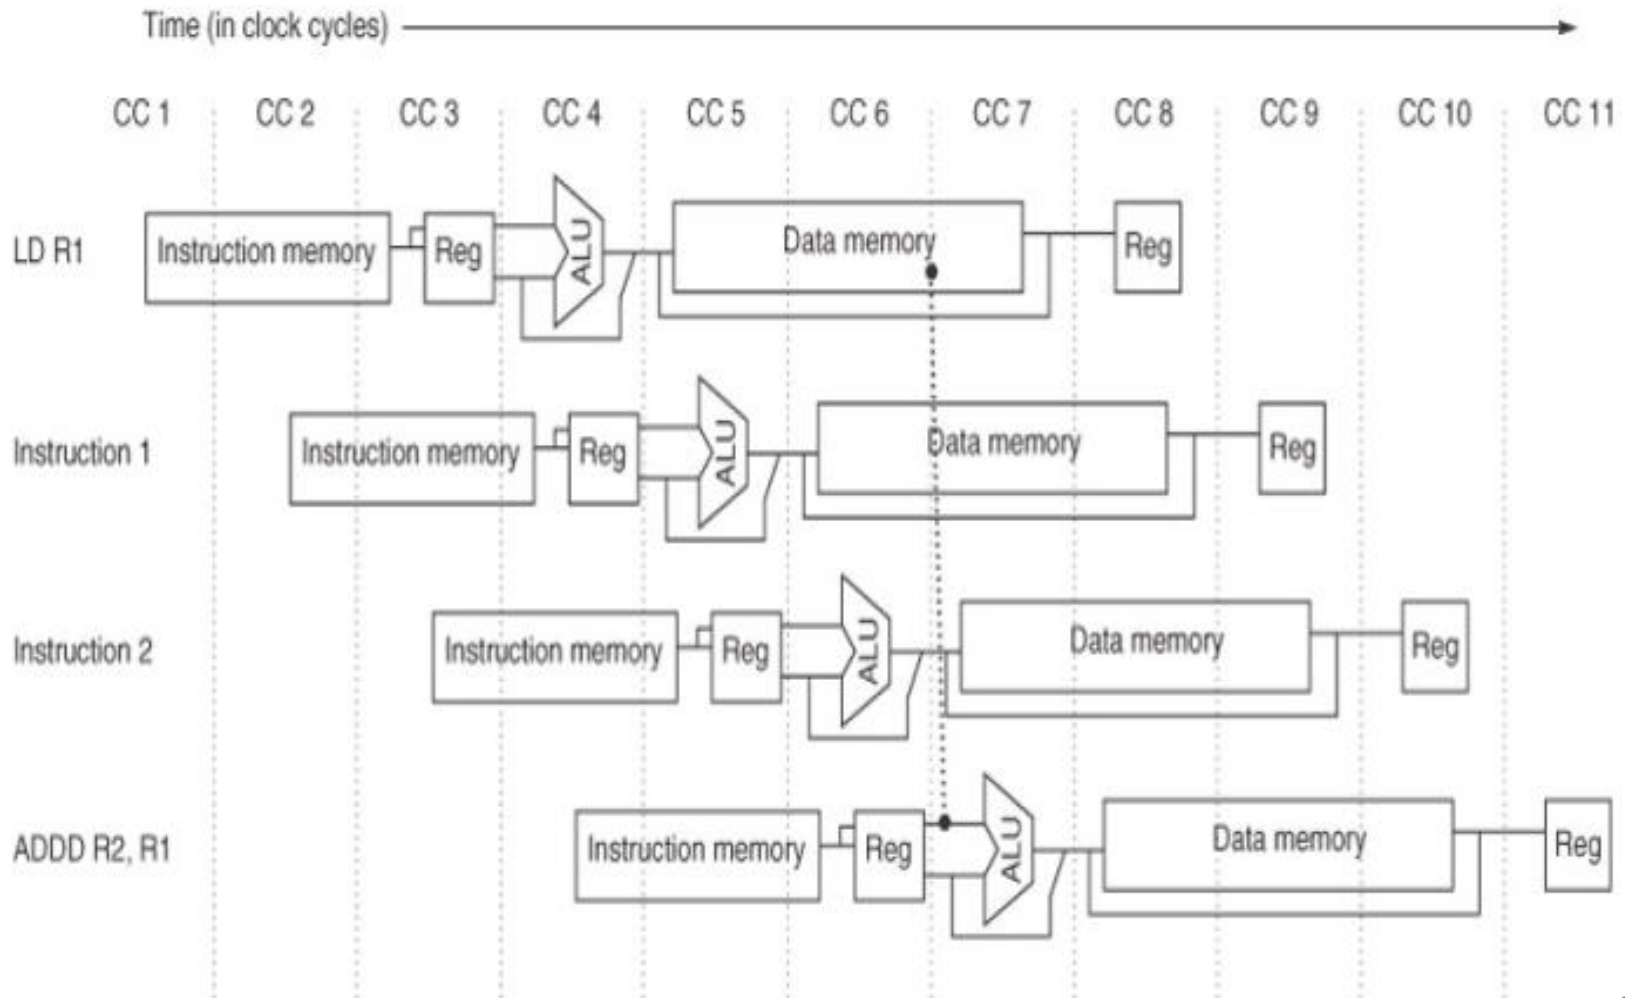 Time (in clock cycles)
CC 1 CC 2 CC 3 CC 4 CC 5 CC 6 CC 7 CC 8 CC 9 CC 10 CC 11
LD R1 Instruction memory Reg ALU Data memory Reg
Instruction 1 Instruction memory Reg ALU Data memory Reg
Instruction 2 Instruction memory Reg ALU Data memory Reg
ADDD R2, R1 Instruction memory Reg ALU Data memory Reg